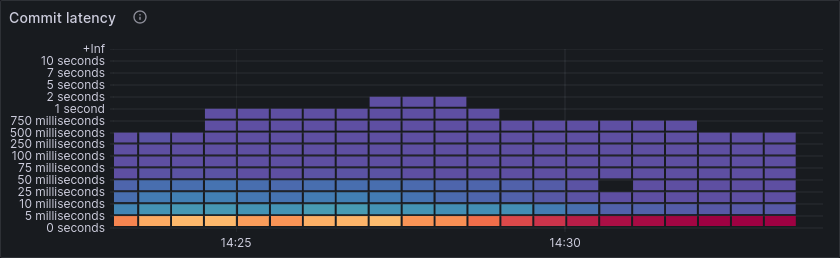 Commit latency
+Inf
10 seconds
7 seconds
5 seconds
2 seconds
1 second
750 milliseconds
500 milliseconds
250 milliseconds
100 milliseconds
75 milliseconds
50 milliseconds
25 milliseconds
10 milliseconds
5 milliseconds
0 seconds
14:25 14:30